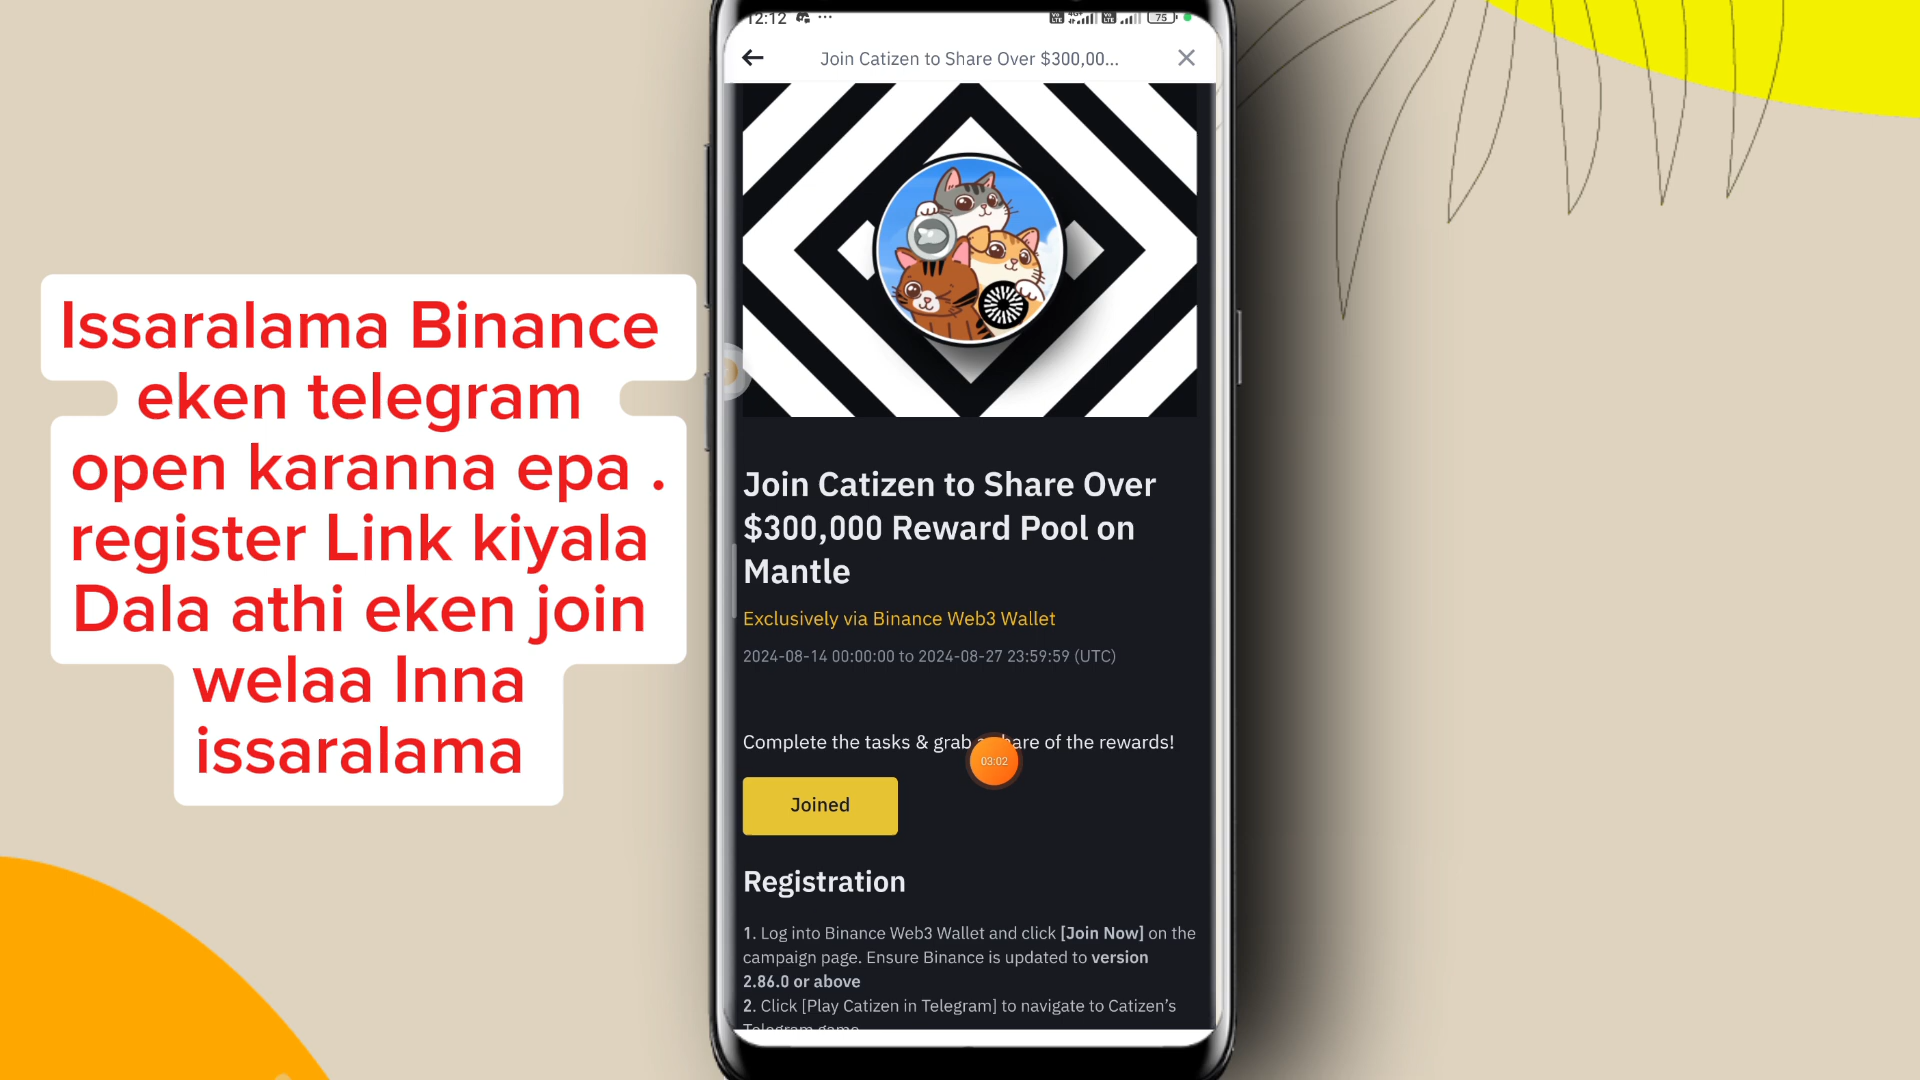 Issaralama Binance
eken telegram
open karanna epa .
register Link kiyala
Dala athi eken join
welaa Inna
issaralama
12:12
75
Join Catizen to Share Over $300,00...
Join Catizen to Share Over
$300,000 Reward Pool on
Mantle
Exclusively via Binance Web3 Wallet
2024-08-14 00:00:00 to 2024-08-27 23:59:59 (UTC)
Complete the tasks & grab a share of the rewards!
03:02
Joined
Registration
1. Log into Binance Web3 Wallet and click [Join Now] on the
campaign page. Ensure Binance is updated to version
2.86.0 or above
2. Click [Play Catizen in Telegram] to navigate to Catizen’s
Telegram game